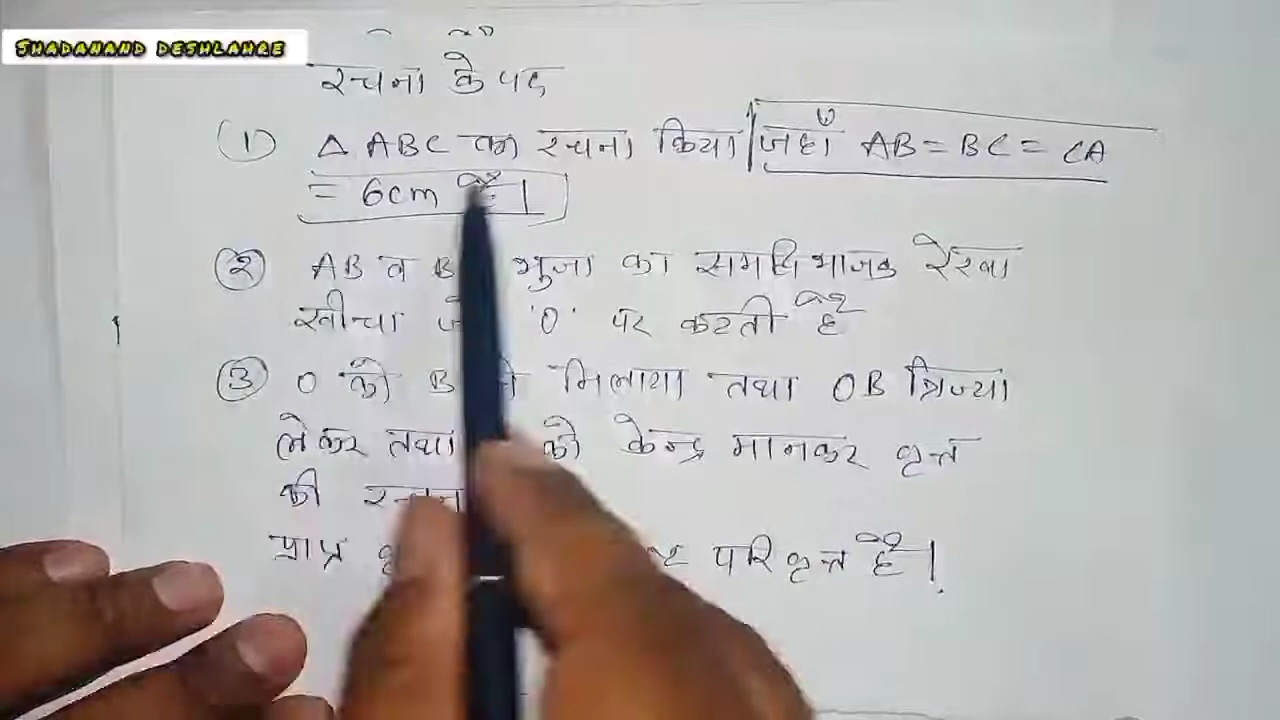 SHADANAND DESHLAHRE
रचना के पद
(1) Δ ABC का रचना किया जहाँ AB = BC = CA
= 6cm है।
(2) AB व B भुजा का समद्विभाजक रेखा
खीचा 'O' पर कटती है
(3) O को B मिलाया तथा OB त्रिज्या
लेकर तथा को केन्द्र मानकर वृत्त
की
प्राप्त परिवृत्त है।